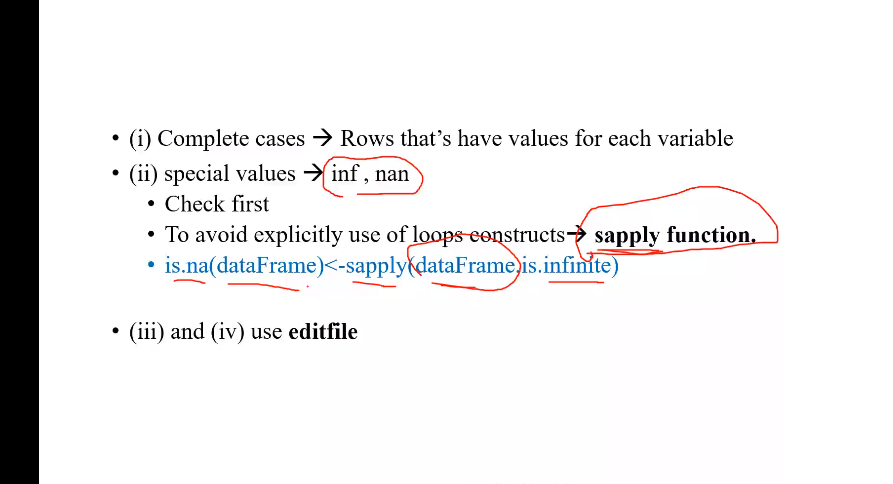 • (i) Complete cases → Rows that's have values for each variable
• (ii) special values → inf , nan
• Check first
• To avoid explicitly use of loops constructs→ sapply function.
• is.na(dataFrame)<-sapply(dataFrame,is.infinite)
• (iii) and (iv) use editfile